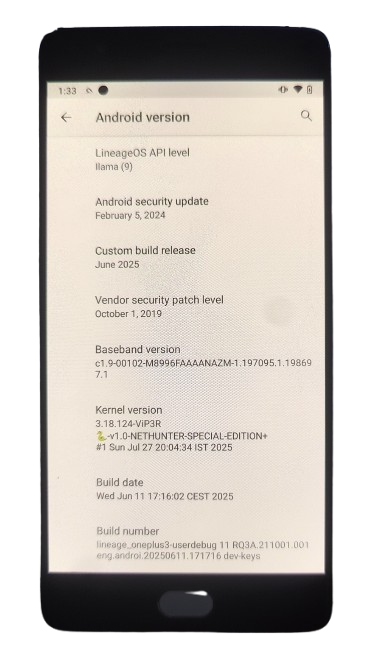 1:33
Android version
LineageOS API level
llama (9)
Android security update
February 5, 2024
Custom build release
June 2025
Vendor security patch level
October 1, 2019
Baseband version
c1.9-00102-M8996FAAAANAZM-1.197095.1.19869
7.1
Kernel version
3.18.124-ViP3R
🐍-v1.0-NETHUNTER-SPECIAL-EDITION+
#1 Sun Jul 27 20:04:34 IST 2025
Build date
Wed Jun 11 17:16:02 CEST 2025
Build number
lineage_oneplus3-userdebug 11 RQ3A.211001.001
eng.androi.20250611.171716 dev-keys